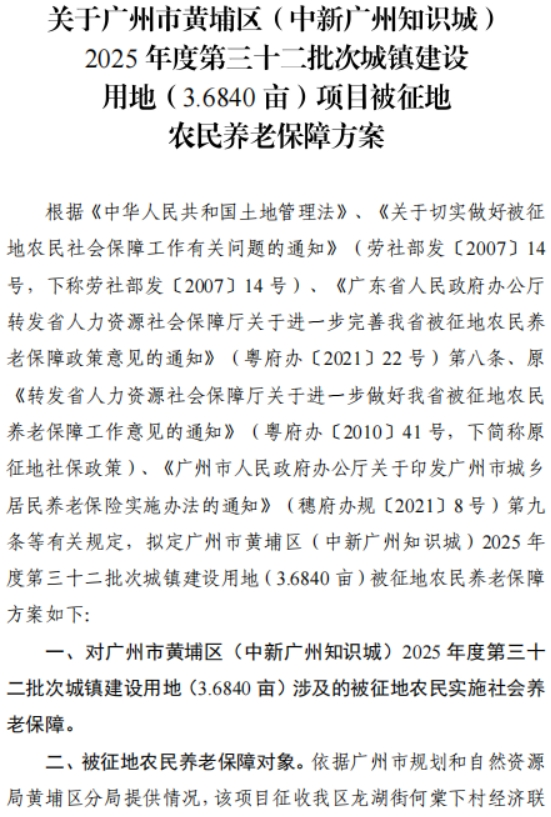 关于广州市黄埔区（中新广州知识城）
2025 年度第三十二批次城镇建设
用地（3.6840 亩）项目被征地
农民养老保障方案
根据《中华人民共和国土地管理法》、《关于切实做好被征
地农民社会保障工作有关问题的通知》（劳社部发〔2007〕14
号，下称劳社部发〔2007〕14 号）、《广东省人民政府办公厅
转发省人力资源社会保障厅关于进一步完善我省被征地农民养
老保障政策意见的通知》（粤府办〔2021〕22 号）第八条、原
《转发省人力资源社会保障厅关于进一步做好我省被征地农民
养老保障工作意见的通知》（粤府办〔2010〕41 号，下简称原
征地社保政策）、《广州市人民政府办公厅关于印发广州市城乡
居民养老保险实施办法的通知》（穗府办规〔2021〕8 号）第九
条等有关规定，拟定广州市黄埔区（中新广州知识城）2025 年
度第三十二批次城镇建设用地（3.6840 亩）被征地农民养老保障
方案如下：
一、对广州市黄埔区（中新广州知识城）2025 年度第三十
二批次城镇建设用地（3.6840 亩）涉及的被征地农民实施社会养
老保障。
二、被征地农民养老保障对象。依据广州市规划和自然资源
局黄埔区分局提供情况，该项目征收我区龙湖街何棠下村经济联